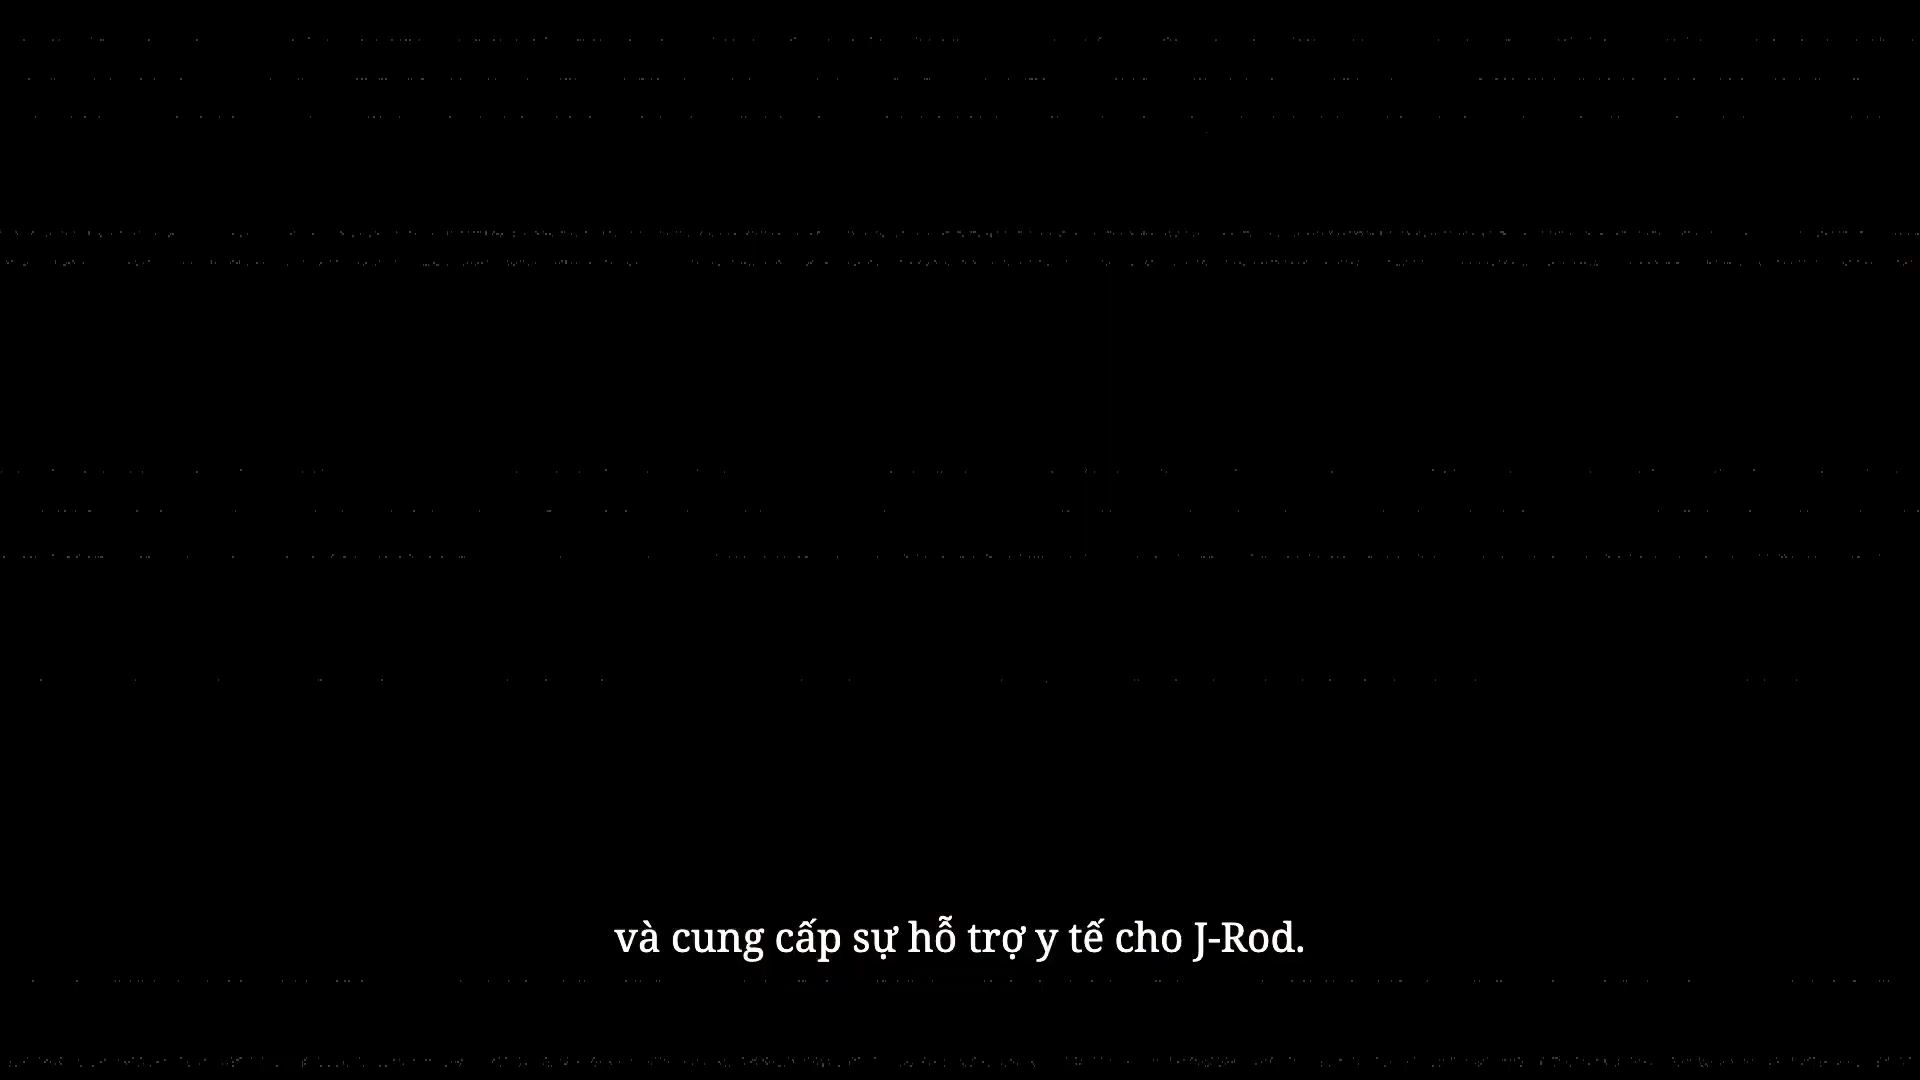 và cung cấp sự hỗ trợ y tế cho J-Rod.